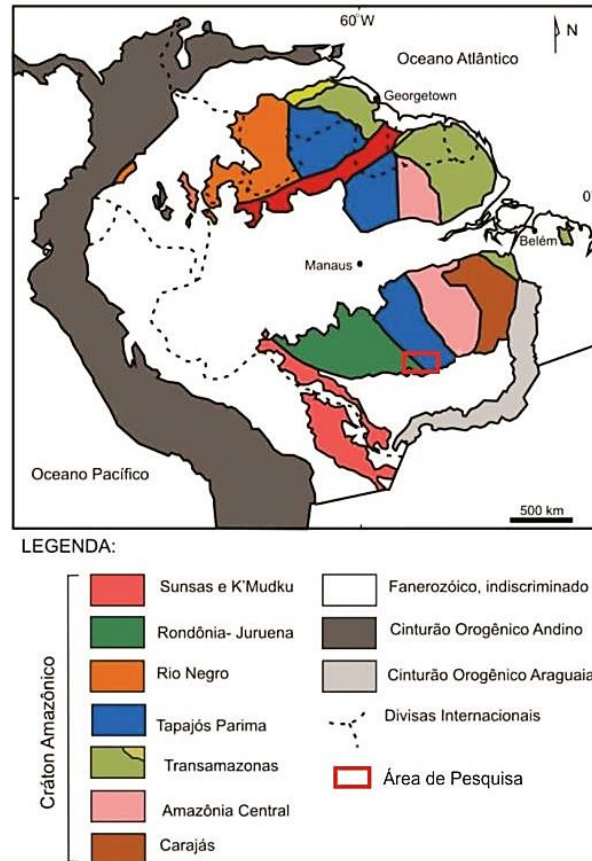 60°W
N
Oceano Atlântico
Georgetown
0°
Belém
Manaus
Oceano Pacífico
500 km
LEGENDA:
Cráton Amazônico
Sunsas e K'Mudku
Rondônia- Juruena
Rio Negro
Tapajós Parima
Transamazonas
Amazônia Central
Carajás
Fanerozóico, indiscriminado
Cinturão Orogênico Andino
Cinturão Orogênico Araguaia
Divisas Internacionais
Área de Pesquisa